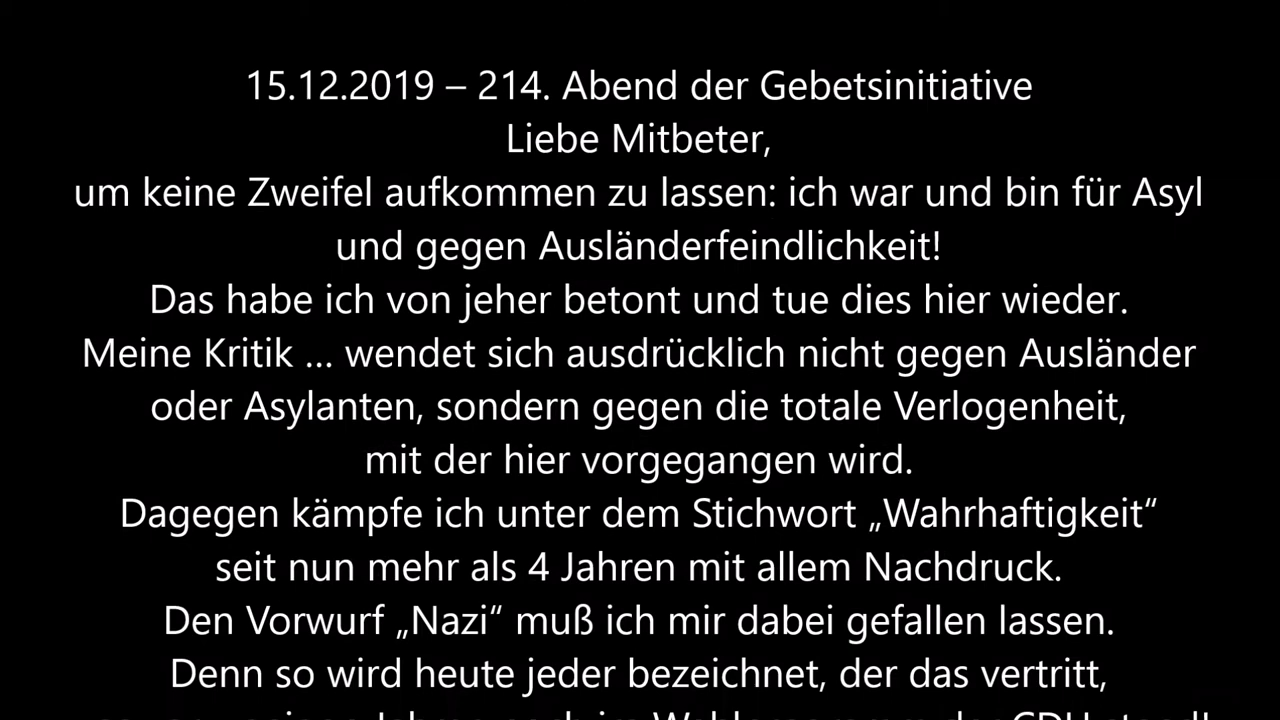 15.12.2019 – 214. Abend der Gebetsinitiative
Liebe Mitbeter,
um keine Zweifel aufkommen zu lassen: ich war und bin für Asyl
und gegen Ausländerfeindlichkeit!
Das habe ich von jeher betont und tue dies hier wieder.
Meine Kritik … wendet sich ausdrücklich nicht gegen Ausländer
oder Asylanten, sondern gegen die totale Verlogenheit,
mit der hier vorgegangen wird.
Dagegen kämpfe ich unter dem Stichwort „Wahrhaftigkeit“
seit nun mehr als 4 Jahren mit allem Nachdruck.
Den Vorwurf „Nazi“ muß ich mir dabei gefallen lassen.
Denn so wird heute jeder bezeichnet, der das vertritt,